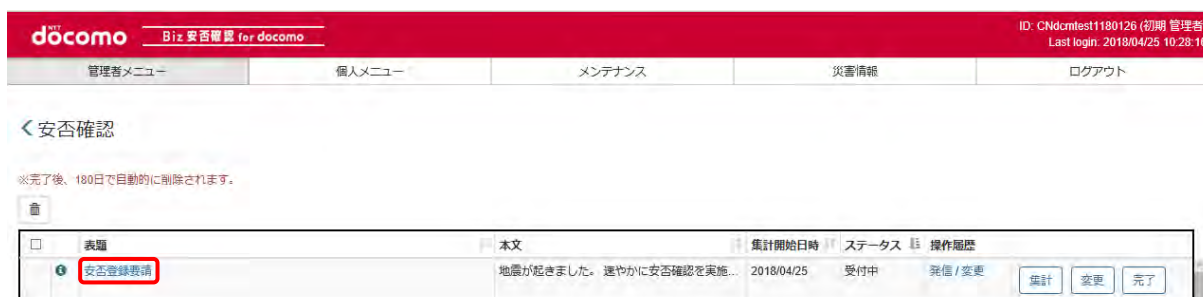 NTT
döcomo Biz 安否確認 for docomo
ID: CNdcmtest1180126 (初期 管理者
Last login: 2018/04/25 10:28:16
管理者メニュー 個人メニュー メンテナンス 災害情報 ログアウト
安否確認
※完了後、180日で自動的に削除されます。
表題 本文 集計開始日時 ステータス 操作履歴
安否登録要請 地震が起きました。 速やかに安否確認を実施... 2018/04/25 受付中 発信 / 変更 集計 変更 完了